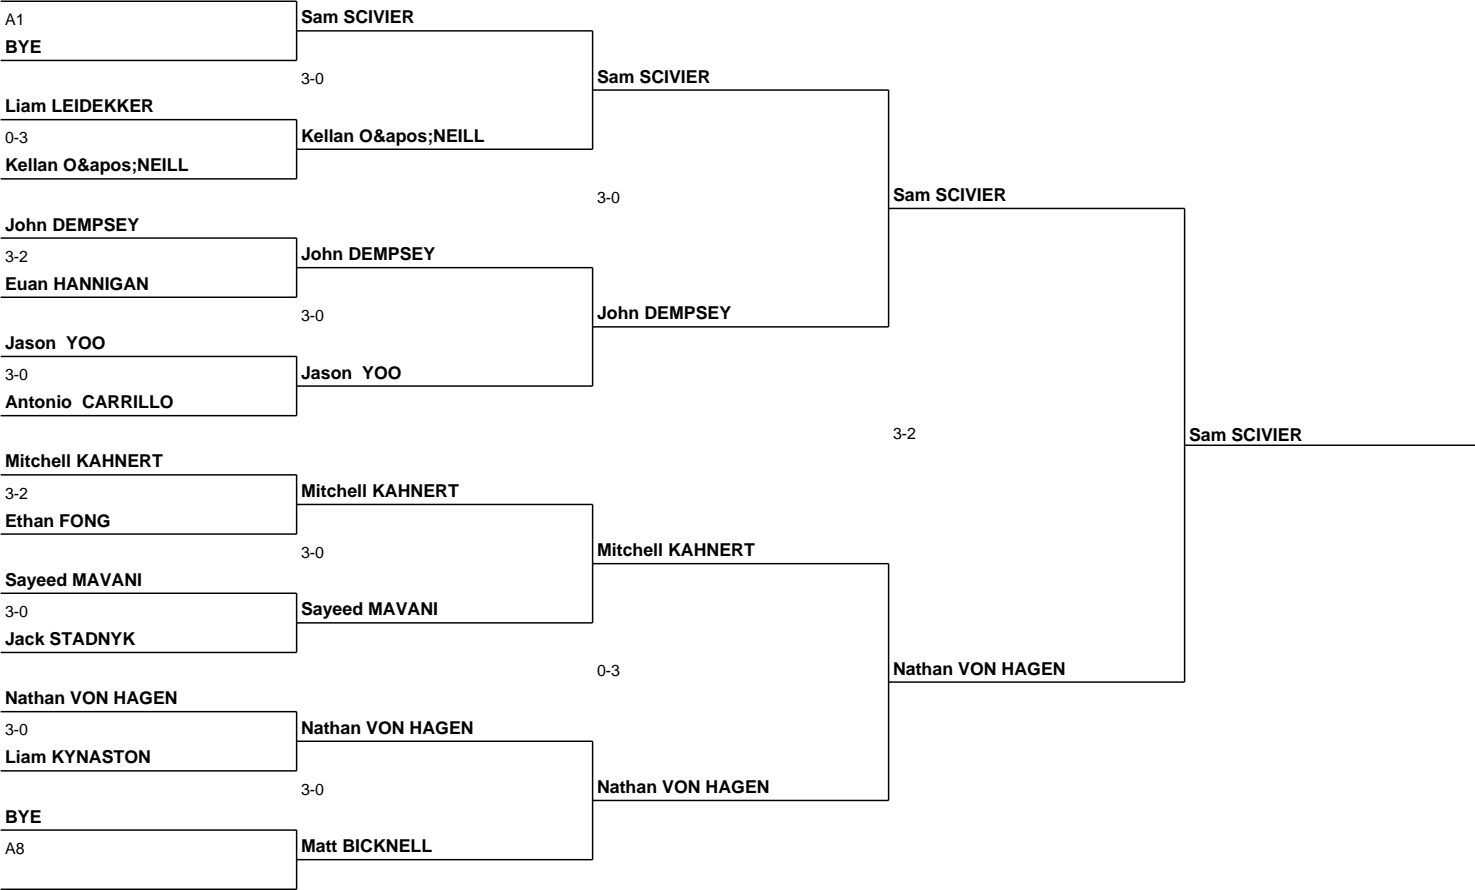 A1
BYE
Liam LEIDEKKER
0-3
Kellan O&apos;NEILL
John DEMPSEY
3-2
Euan HANNIGAN
Jason  YOO
3-0
Antonio  CARRILLO
Mitchell KAHNERT
3-2
Ethan FONG
Sayeed MAVANI
3-0
Jack STADNYK
Nathan VON HAGEN
3-0
Liam KYNASTON
BYE
A8
Sam SCIVIER
3-0
Kellan O&apos;NEILL
John DEMPSEY
3-0
Jason  YOO
Mitchell KAHNERT
3-0
Sayeed MAVANI
Nathan VON HAGEN
3-0
Matt BICKNELL
Sam SCIVIER
3-0
John DEMPSEY
Mitchell KAHNERT
0-3
Nathan VON HAGEN
Sam SCIVIER
3-2
Nathan VON HAGEN
Sam SCIVIER